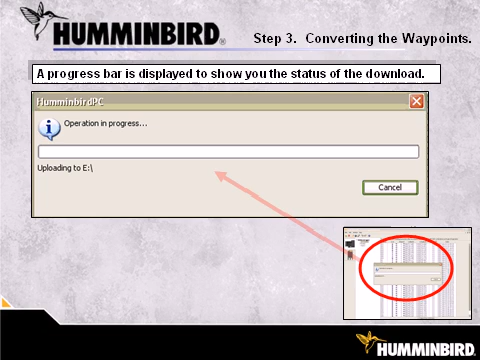 HUMMINBIRD®
Step 3. Converting the Waypoints.
A progress bar is displayed to show you the status of the download.
HumminbirdPC
Operation in progress...
Uploading to E:\
Cancel
HUMMINBIRD